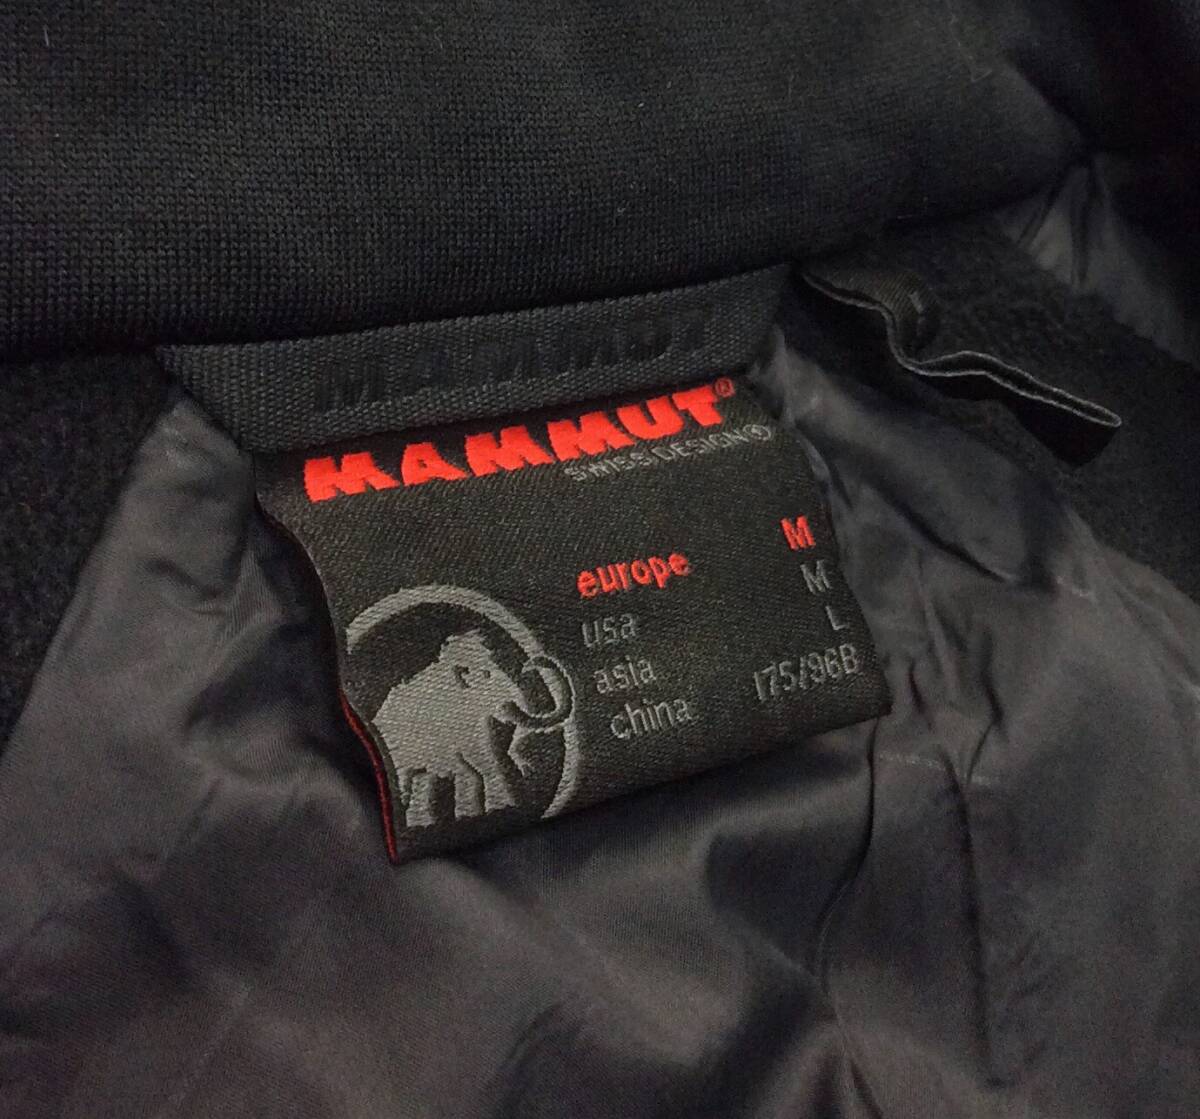 MAMMUT
MAMMUT®
SWISS DESIGN
europe M
usa M
asia L
china 175/96B